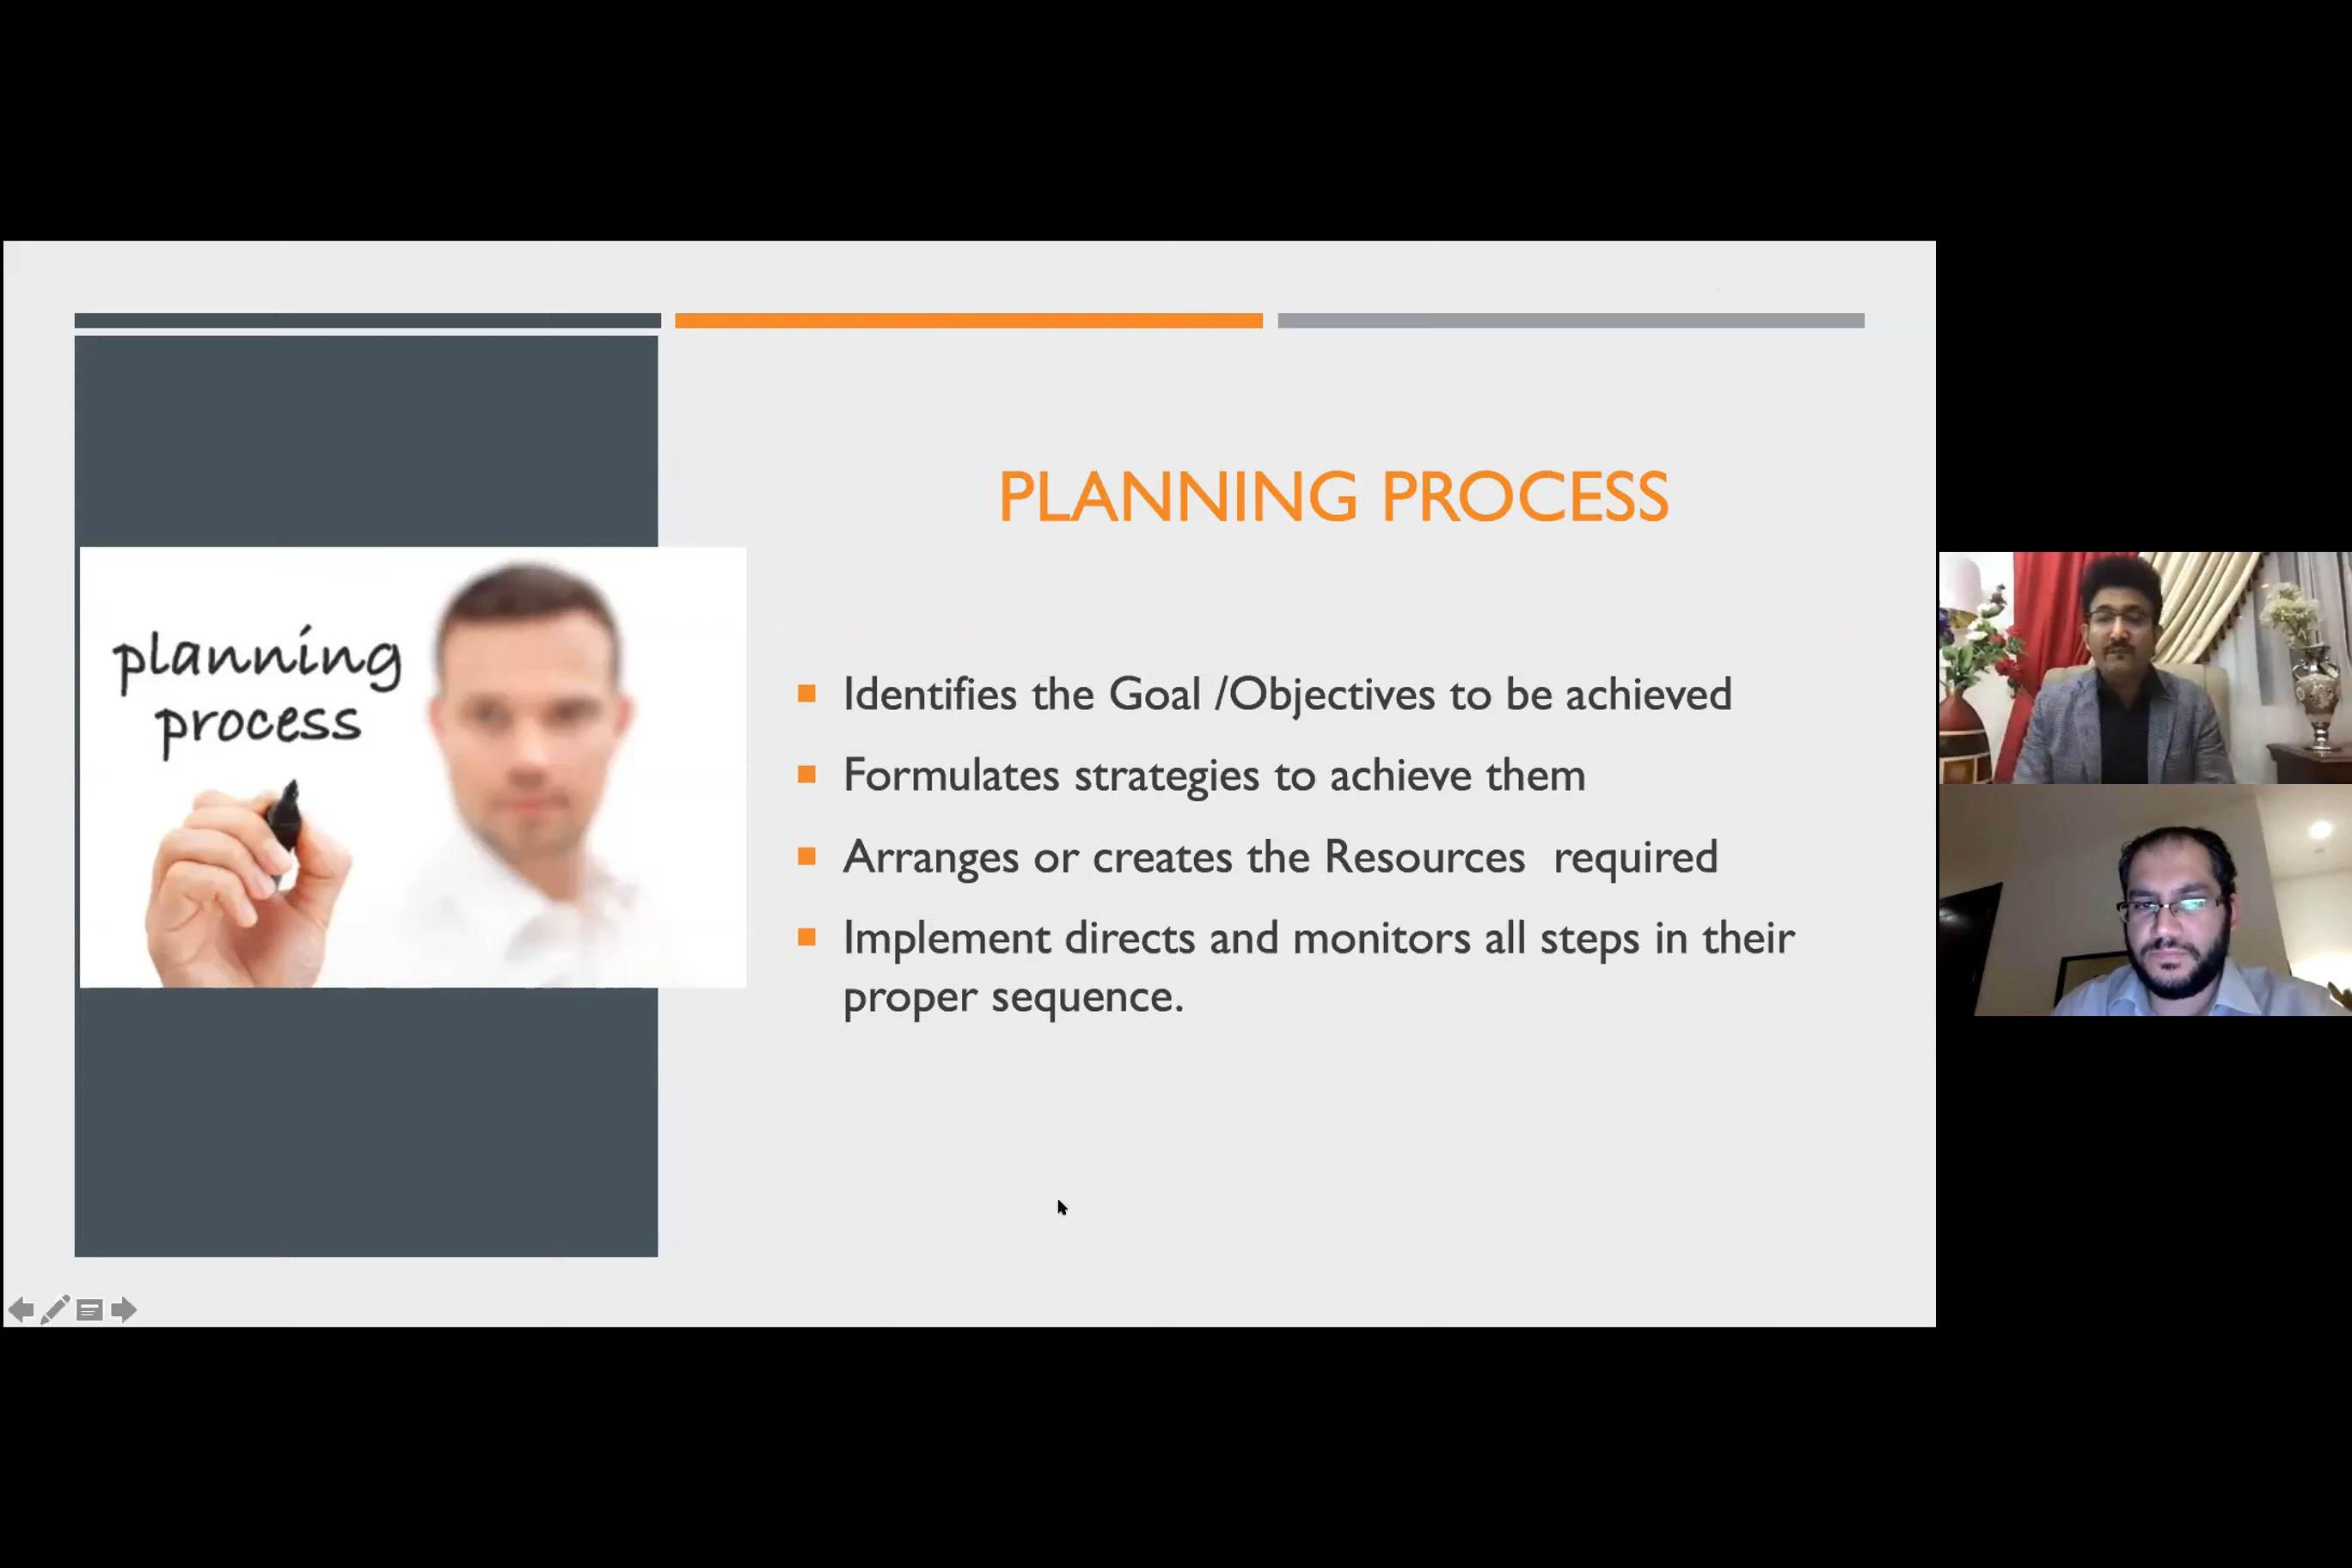 PLANNING PROCESS
planning
process
Identifies the Goal /Objectives to be achieved
Formulates strategies to achieve them
Arranges or creates the Resources  required
Implement directs and monitors all steps in their
proper sequence.